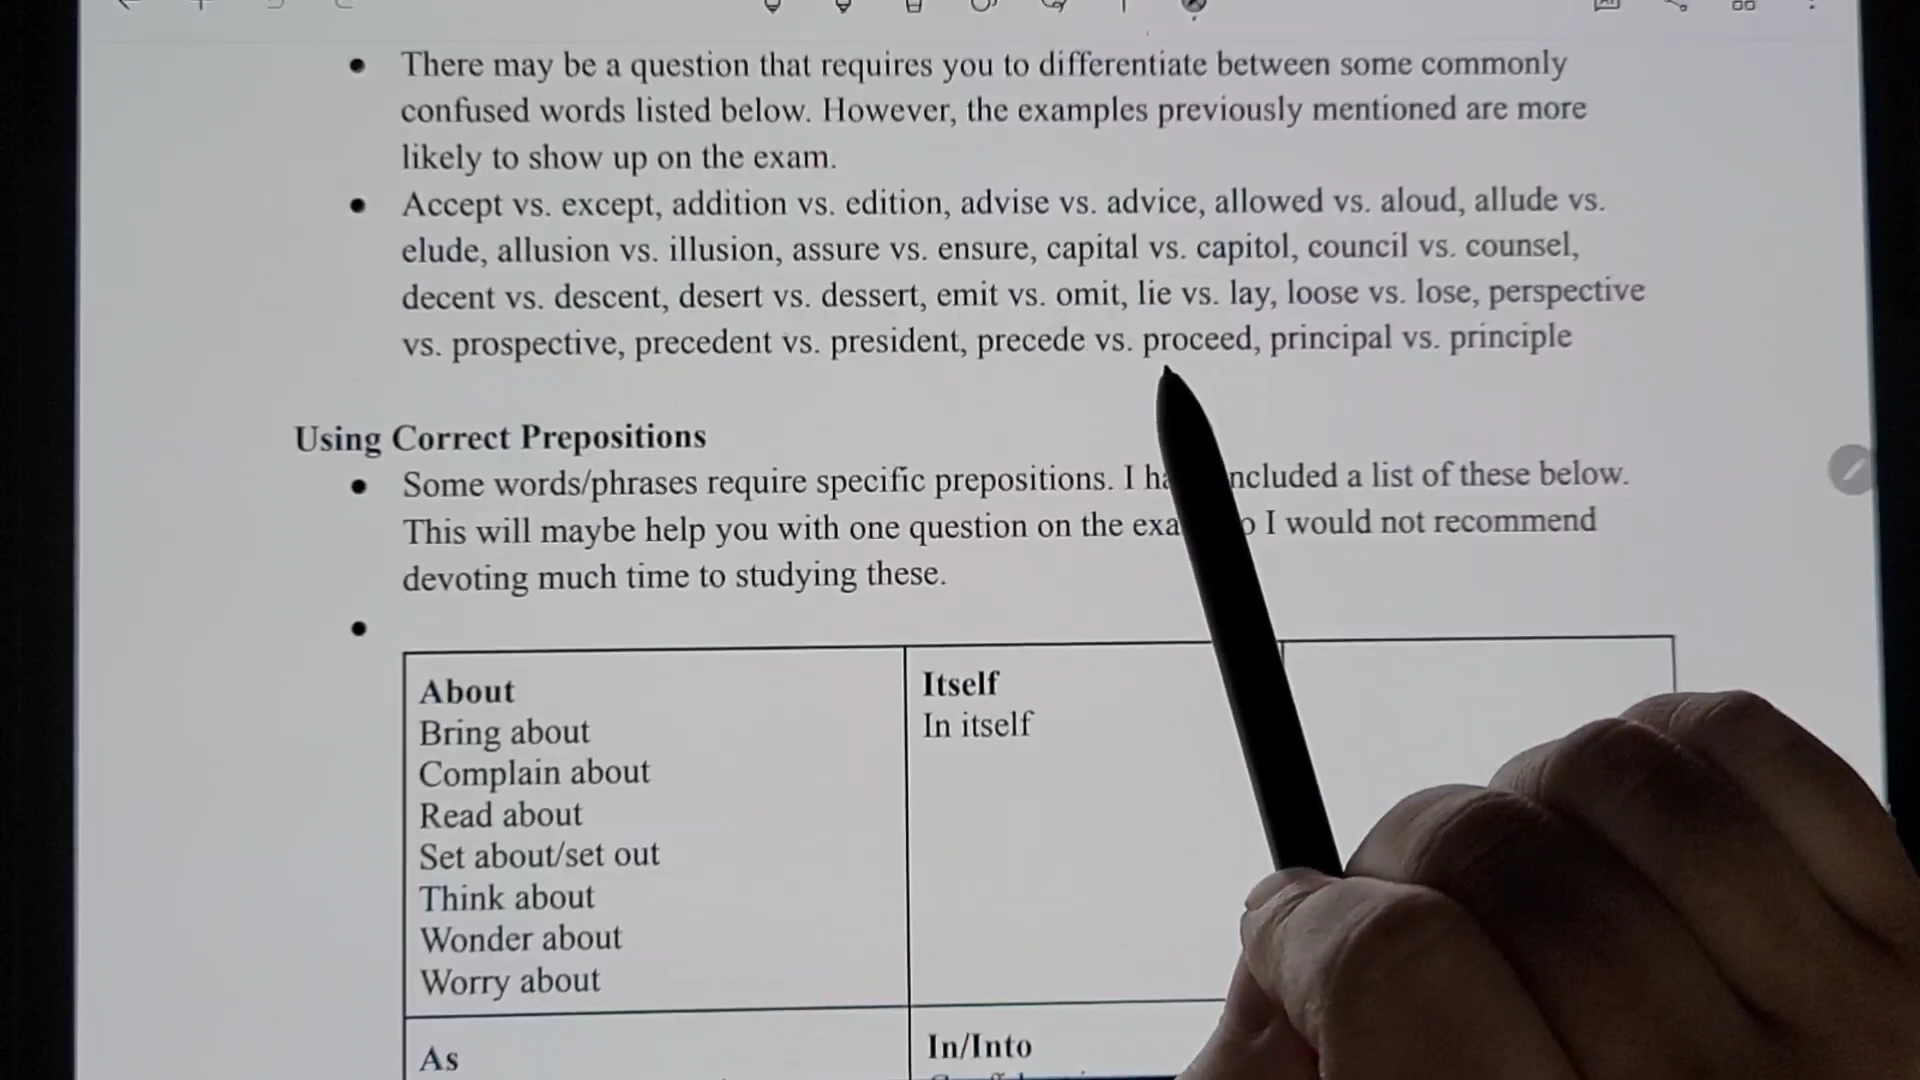 There may be a question that requires you to differentiate between some commonly
confused words listed below. However, the examples previously mentioned are more
likely to show up on the exam.
Accept vs. except, addition vs. edition, advise vs. advice, allowed vs. aloud, allude vs.
elude, allusion vs. illusion, assure vs. ensure, capital vs. capitol, council vs. counsel,
decent vs. descent, desert vs. dessert, emit vs. omit, lie vs. lay, loose vs. lose, perspective
vs. prospective, precedent vs. president, precede vs. proceed, principal vs. principle
Using Correct Prepositions
Some words/phrases require specific prepositions. I included a list of these below.
This will maybe help you with one question on the I would not recommend
devoting much time to studying these.
About
Bring about
Complain about
Read about
Set about/set out
Think about
Wonder about
Worry about
Itself
In itself
As
In/Into